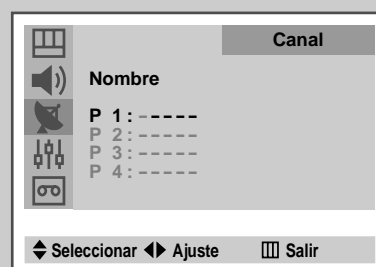 Canal
Nombre
P 1 : - - - - -
P 2 : - - - - -
P 3 : - - - - -
P 4 : - - - - -
Seleccionar Ajuste Salir